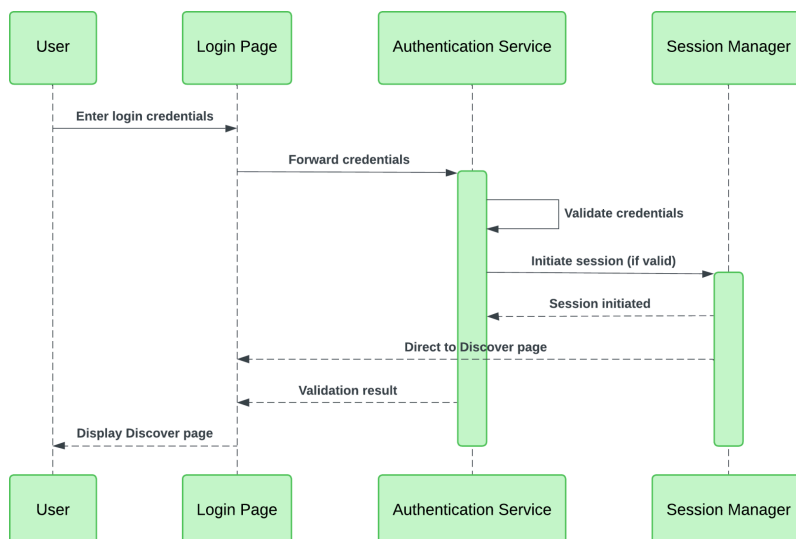 User
Login Page
Authentication Service
Session Manager
Enter login credentials
Forward credentials
Validate credentials
Initiate session (if valid)
Session initiated
Direct to Discover page
Validation result
Display Discover page
User
Login Page
Authentication Service
Session Manager